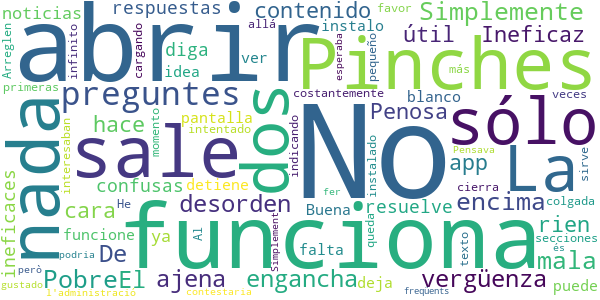 noticias
respuestas
allá
contenido
favor
Simplemente
Arreglen
infinito
abrir
cargando
diga
idea
instalo
ver
esperaba
pequeño
útil
Ineficaz
más
primeras
preguntes
costantemente
Pinches
blanco
veces
nada
interesaban
hace
momento
pantalla
intentado
dos
indicando
No
Penosa
sólo
sale
instalado
app
Pensava
La
sirve
ineficaces
confusas
detiene
fer
cierra
colgada
cara
desorden
Buena
resuelve
encima
funcione
He
ya
Al
Simplement
funciona
queda
texto
rien
secciones
De
falta
és
però
podria
PobreEl
ajena
engancha
deja
vergüenza
mala
puede
gustado
l'administració
contestaria
frequents